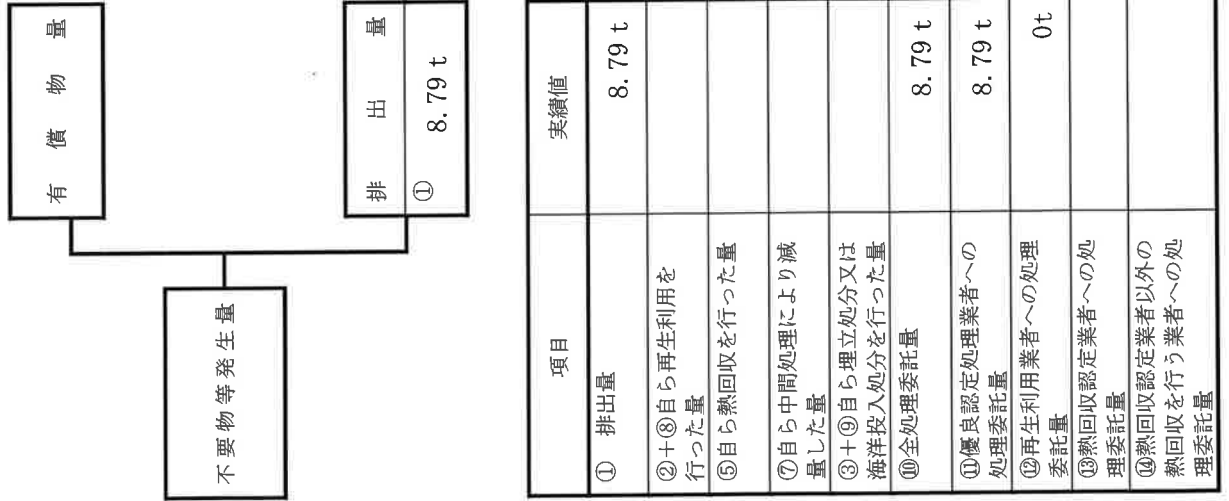 有償物量
不要物等発生量
排出量
① 8.79 t
項目 実績値
① 排出量 8.79 t
②+⑧自ら再生利用を
行った量
⑤自ら熱回収を行った量
⑦自ら中間処理により減
量した量
③+⑨自ら埋立処分又は
海洋投入処分を行った量
⑩全処理委託量 8.79 t
⑪優良認定処理業者への
処理委託量 8.79 t
⑫再生利用業者への処理
委託量 0t
⑬熱回収認定業者への処
理委託量
⑭熱回収認定業者以外の
熱回収を行う業者への処
理委託量